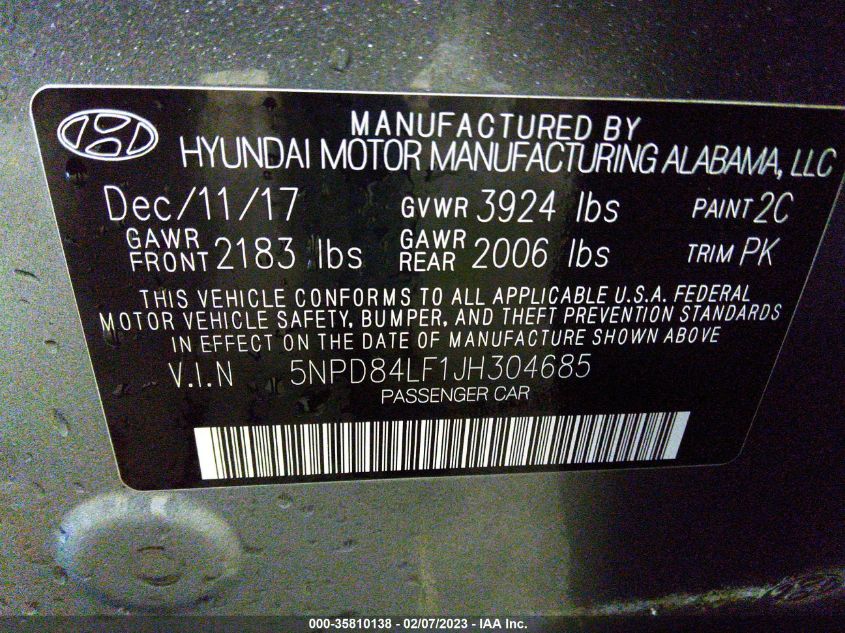 MANUFACTURED BY
HYUNDAI MOTOR MANUFACTURING ALABAMA, LLC
Dec/11/17 GVWR 3924 lbs PAINT 2C
GAWR FRONT 2183 lbs GAWR REAR 2006 lbs TRIM PK
THIS VEHICLE CONFORMS TO ALL APPLICABLE U.S.A. FEDERAL
MOTOR VEHICLE SAFETY, BUMPER, AND THEFT PREVENTION STANDARDS
IN EFFECT ON THE DATE OF MANUFACTURE SHOWN ABOVE
V.I.N 5NPD84LF1JH304685
PASSENGER CAR
000-35810138 - 02/07/2023 - IAA Inc.